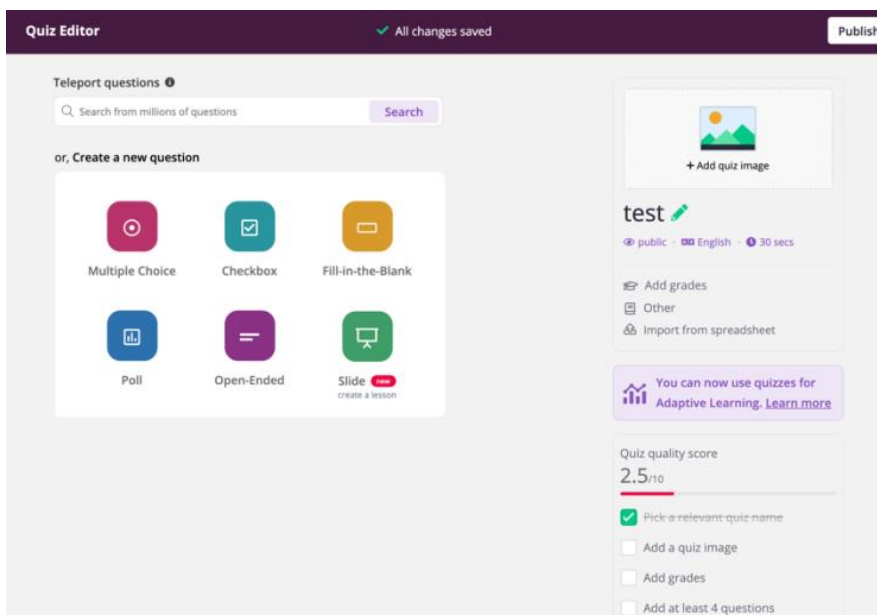 Quiz Editor
All changes saved
Publish
Teleport questions
Search from millions of questions
Search
or, Create a new question
Multiple Choice
Checkbox
Fill-in-the-Blank
Poll
Open-Ended
Slide new
create a lesson
+ Add quiz image
test
public · English · 30 secs
Add grades
Other
Import from spreadsheet
You can now use quizzes for
Adaptive Learning. Learn more
Quiz quality score
2.5/10
Pick a relevant quiz name
Add a quiz image
Add grades
Add at least 4 questions